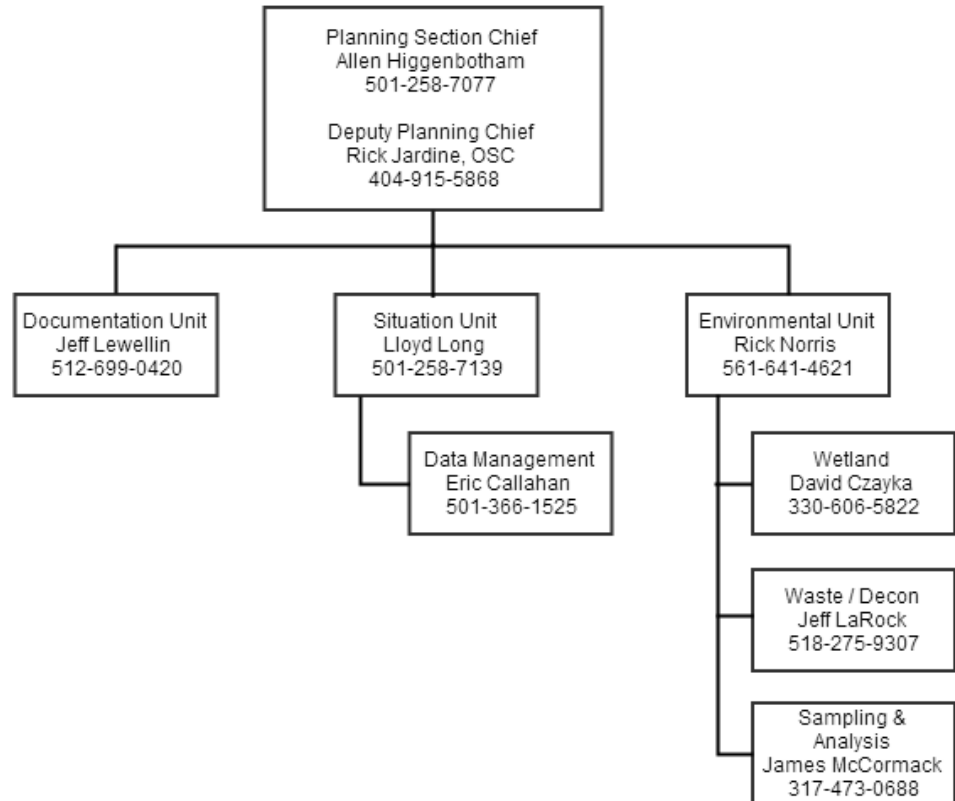 Planning Section Chief
Allen Higgenbotham
501-258-7077
Deputy Planning Chief
Rick Jardine, OSC
404-915-5868
Documentation Unit
Jeff Lewellin
512-699-0420
Situation Unit
Lloyd Long
501-258-7139
Environmental Unit
Rick Norris
561-641-4621
Data Management
Eric Callahan
501-366-1525
Wetland
David Czayka
330-606-5822
Waste / Decon
Jeff LaRock
518-275-9307
Sampling &
Analysis
James McCormack
317-473-0688